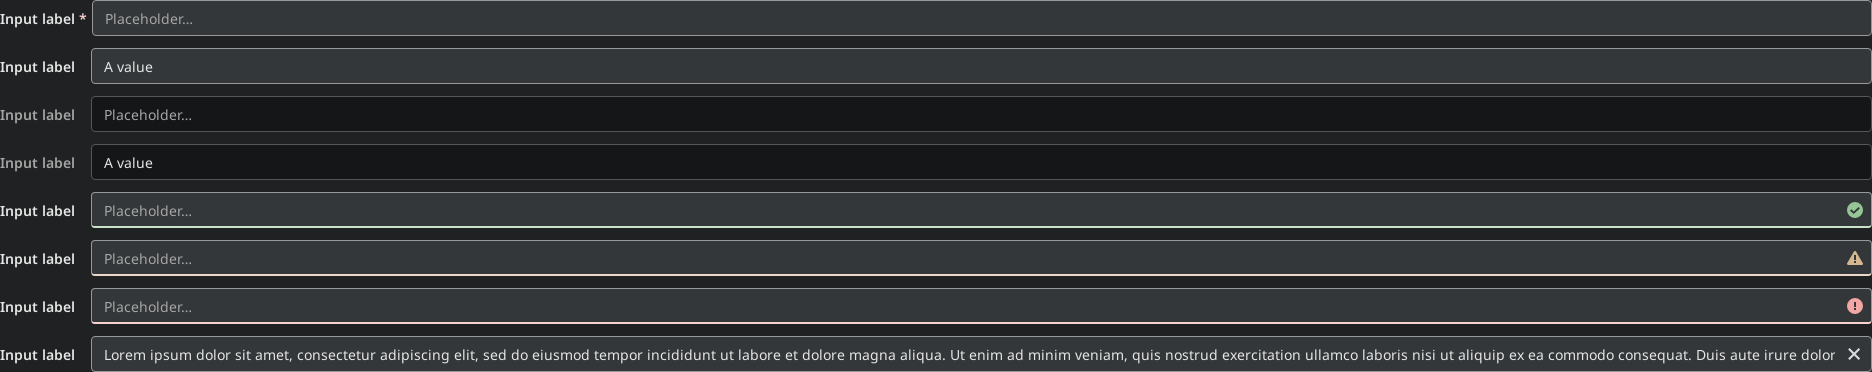 Input label * Placeholder...
Input label A value
Input label Placeholder...
Input label A value
Input label Placeholder...
Input label Placeholder...
Input label Placeholder...
Input label Lorem ipsum dolor sit amet, consectetur adipiscing elit, sed do eiusmod tempor incididunt ut labore et dolore magna aliqua. Ut enim ad minim veniam, quis nostrud exercitation ullamco laboris nisi ut aliquip ex ea commodo consequat. Duis aute irure dolor